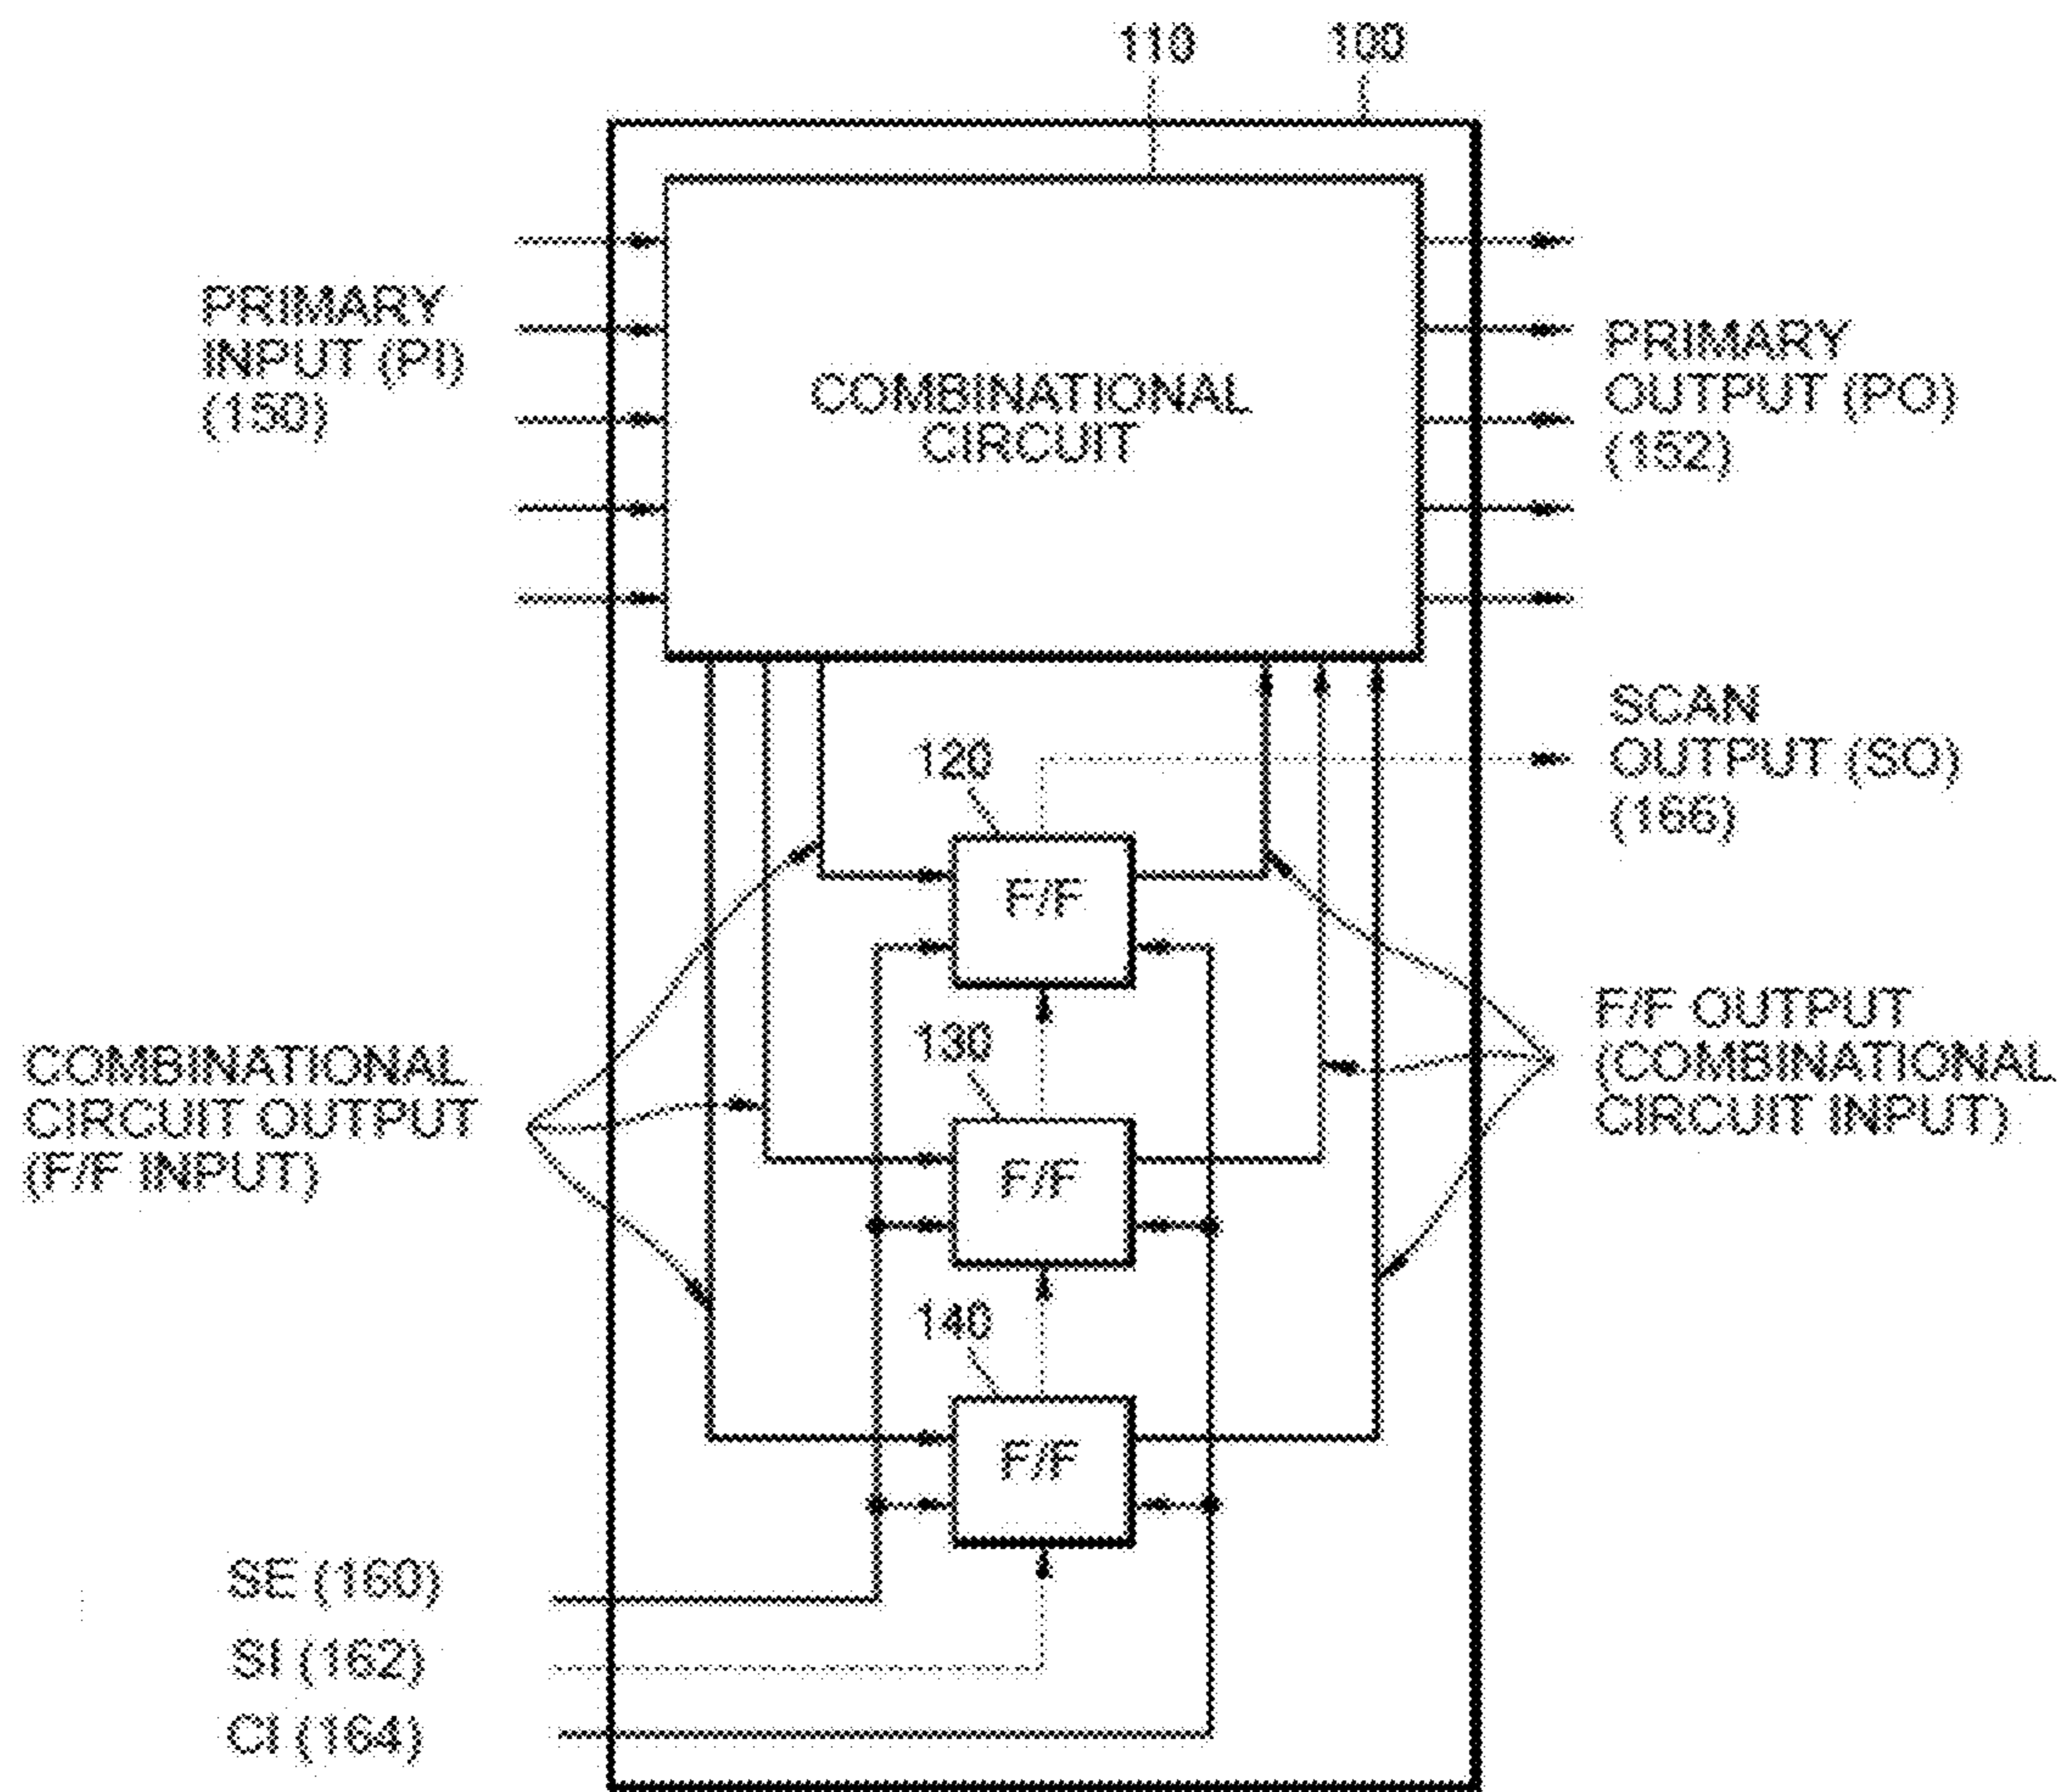 110 100
PRIMARY
INPUT (PI)
(150)
COMBINATIONAL
CIRCUIT
PRIMARY
OUTPUT (PO)
(152)
SCAN
OUTPUT (SO)
(166)
120
F/F
130
F/F
140
F/F
COMBINATIONAL
CIRCUIT OUTPUT
(F/F INPUT)
F/F OUTPUT
(COMBINATIONAL
CIRCUIT INPUT)
SE (160)
SI (162)
CI (164)